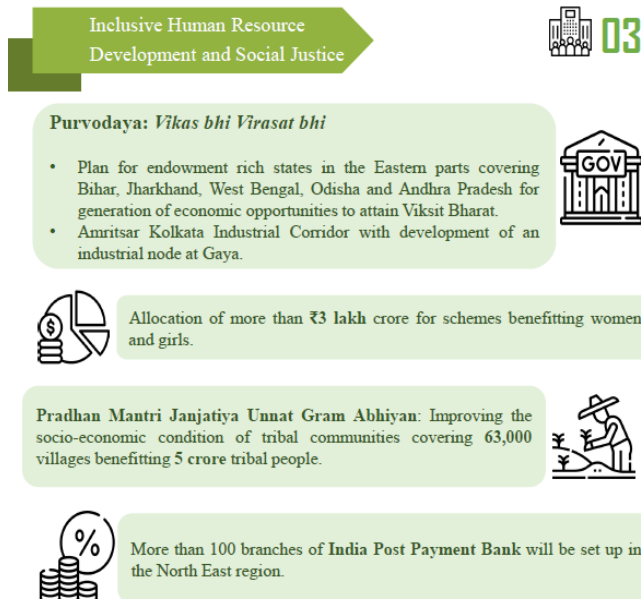 Inclusive Human Resource
Development and Social Justice
03
Purvodaya: Vikas bhi Virasat bhi
• Plan for endowment rich states in the Eastern parts covering
Bihar, Jharkhand, West Bengal, Odisha and Andhra Pradesh for
generation of economic opportunities to attain Viksit Bharat.
• Amritsar Kolkata Industrial Corridor with development of an
industrial node at Gaya.
GOV
$
Allocation of more than ₹3 lakh crore for schemes benefitting women
and girls.
Pradhan Mantri Janjatiya Unnat Gram Abhiyan: Improving the
socio-economic condition of tribal communities covering 63,000
villages benefitting 5 crore tribal people.
%
More than 100 branches of India Post Payment Bank will be set up in
the North East region.